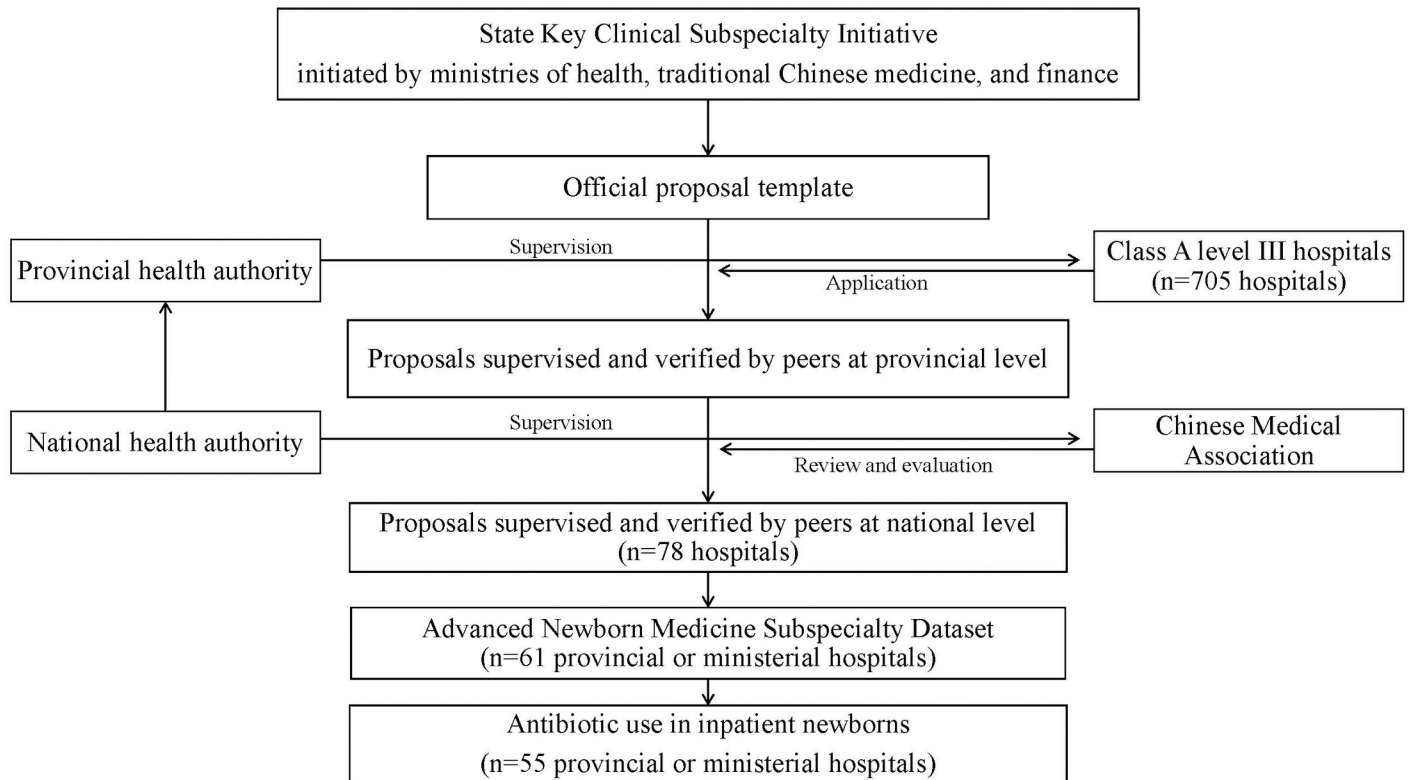 State Key Clinical Subspecialty Initiative
initiated by ministries of health, traditional Chinese medicine, and finance
Official proposal template
Supervision
Provincial health authority
Class A level III hospitals
(n=705 hospitals)
Application
Proposals supervised and verified by peers at provincial level
Supervision
National health authority
Chinese Medical
Association
Review and evaluation
Proposals supervised and verified by peers at national level
(n=78 hospitals)
Advanced Newborn Medicine Subspecialty Dataset
(n=61 provincial or ministerial hospitals)
Antibiotic use in inpatient newborns
(n=55 provincial or ministerial hospitals)